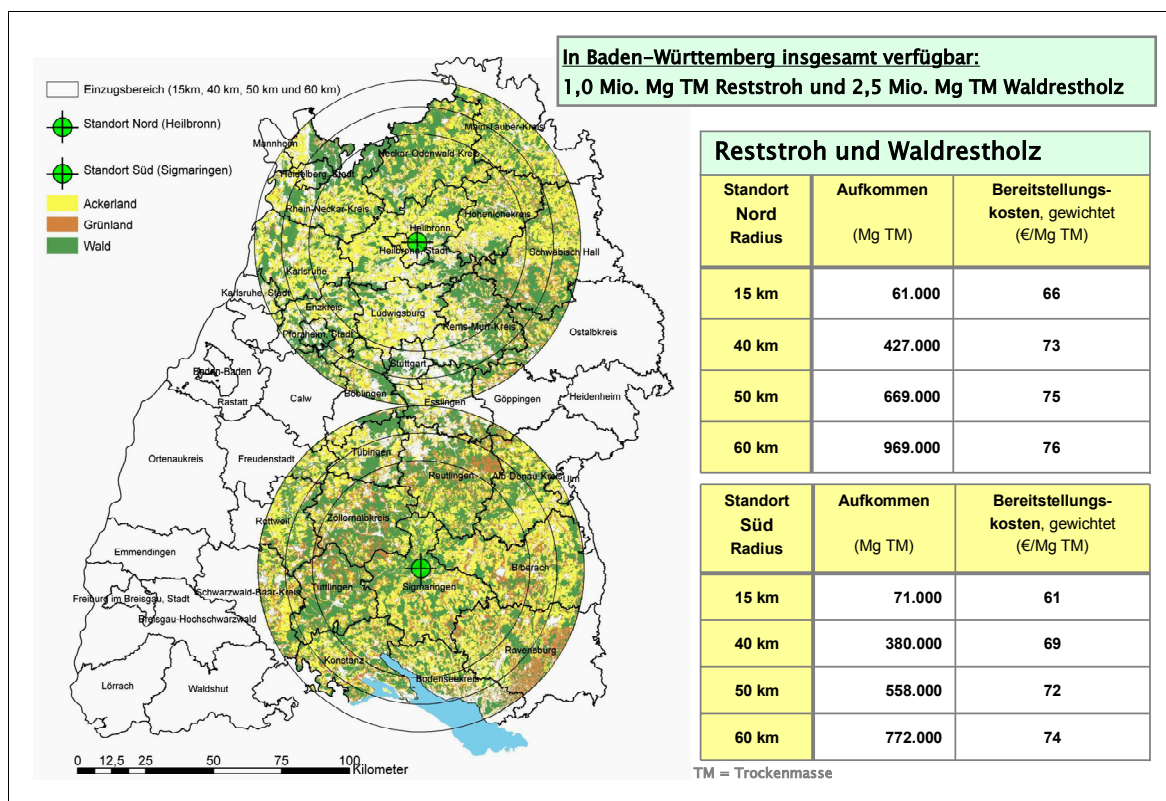 In Baden-Württemberg insgesamt verfügbar:
1,0 Mio. Mg TM Reststroh und 2,5 Mio. Mg TM Waldrestholz
Einzugsbereich (15km, 40 km, 50 km und 60 km)
Standort Nord (Heilbronn)
Standort Süd (Sigmaringen)
Ackerland
Grünland
Wald
Mannheim
Main-Tauber-Kreis
Neckar-Odenwald-Kreis
Heidelberg, Stadt
Rhein-Neckar-Kreis
Hohenlohekreis
Heilbronn
Heilbronn, Stadt
Schwäbisch Hall
Karlsruhe
Karlsruhe, Stadt
Enzkreis
Ludwigsburg
Pforzheim, Stadt
Rems-Murr-Kreis
Ostalbkreis
Stuttgart
Baden-Baden
Rastatt
Calw
Böblingen
Esslingen
Göppingen
Heidenheim
Ortenaukreis
Freudenstadt
Tübingen
Reutlingen
Alb-Donau-Kreis
Ulm
Rottweil
Zollernalbkreis
Emmendingen
Biberach
Sigmaringen
Tuttlingen
Schwarzwald-Baar-Kreis
Freiburg im Breisgau, Stadt
Breisgau-Hochschwarzwald
Ravensburg
Konstanz
Bodenseekreis
Lörrach
Waldshut
0 12,5 25 50 75 100
Kilometer
Reststroh und Waldrestholz
Standort Nord Radius
Aufkommen (Mg TM)
Bereitstellungs-kosten, gewichtet (€/Mg TM)
15 km 61.000 66
40 km 427.000 73
50 km 669.000 75
60 km 969.000 76
Standort Süd Radius
Aufkommen (Mg TM)
Bereitstellungs-kosten, gewichtet (€/Mg TM)
15 km 71.000 61
40 km 380.000 69
50 km 558.000 72
60 km 772.000 74
TM = Trockenmasse